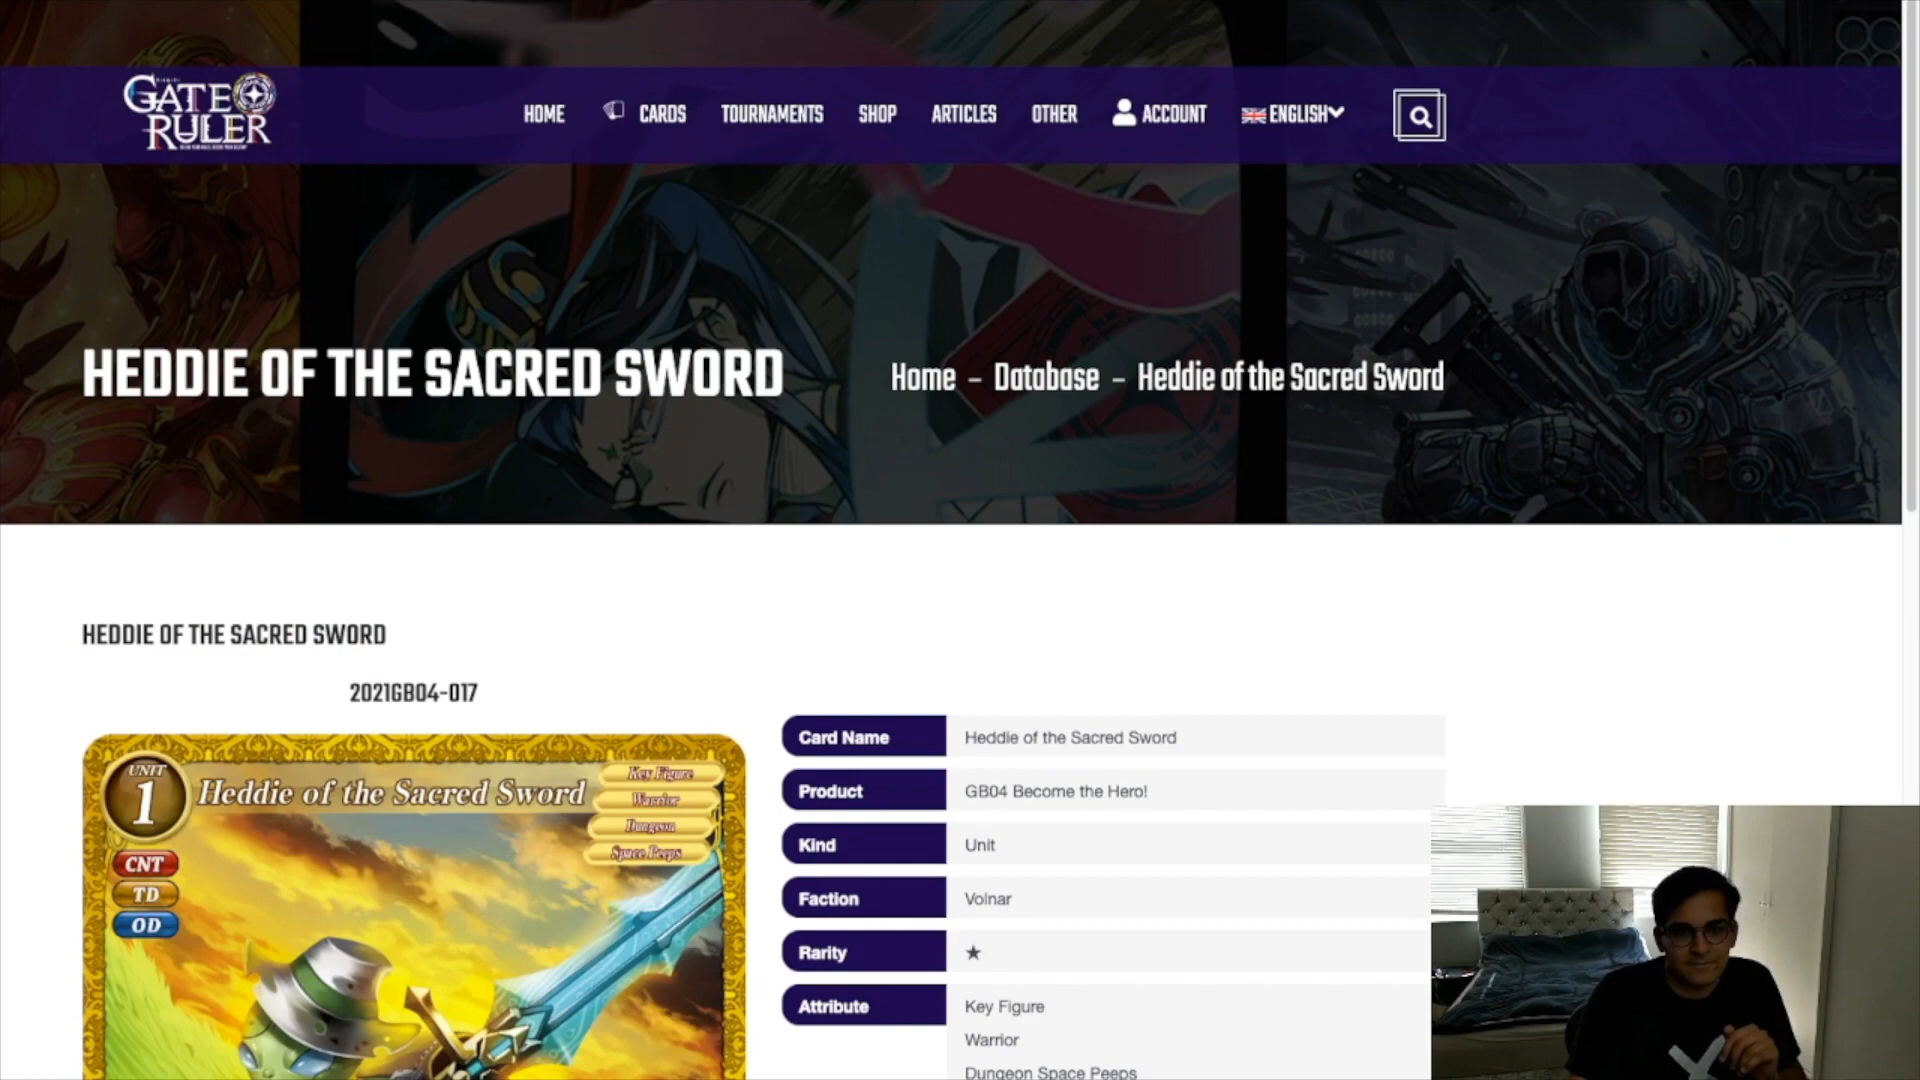 GATE
RULER
HOME
CARDS
TOURNAMENTS
SHOP
ARTICLES
OTHER
ACCOUNT
ENGLISH
HEDDIE OF THE SACRED SWORD
Home – Database – Heddie of the Sacred Sword
HEDDIE OF THE SACRED SWORD
2021GB04-017
UNIT
1
Heddie of the Sacred Sword
Key Figure
Warrior
Dungeon
Space Peeps
CNT
TD
OD
Card Name Heddie of the Sacred Sword
Product GB04 Become the Hero!
Kind Unit
Faction Volnar
Rarity ★
Attribute Key Figure
Warrior
Dungeon Space Peeps